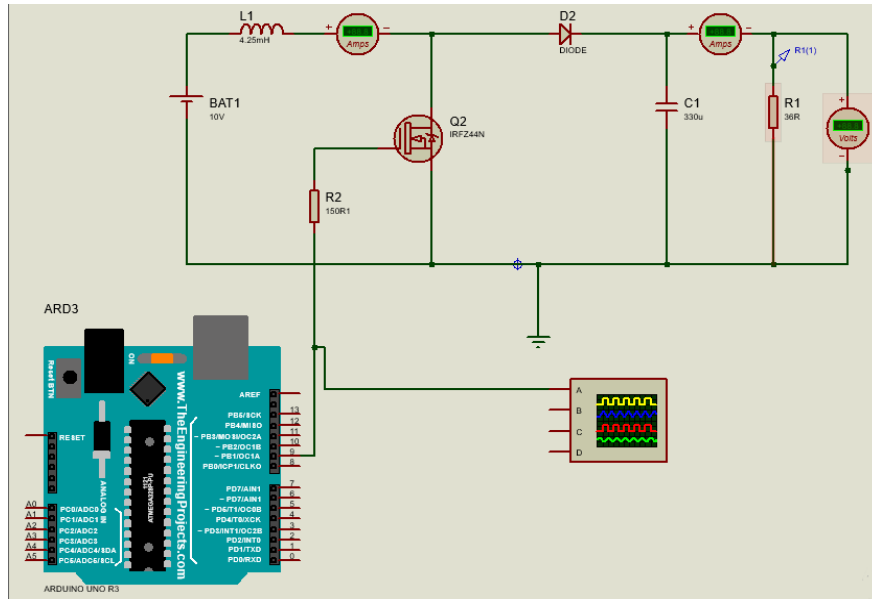 L1
4.25mH
+
-
Amps
D2
DIODE
+
-
Amps
R1(1)
BAT1
10V
Q2
IRFZ44N
C1
330u
R1
36R
+
Volts
-
R2
150R1
ARD3
Reset BTN
ON
www.TheEngineeringProjects.com
AREF
PB5/SCK
13
PB4/MISO
12
~ PB3/MOSI/OC2A
11
~ PB2/OC1B
10
~ PB1/OC1A
9
PB0/ICP1/CLKO
8
RESET
ANALOG IN
A0
PC0/ADC0
A1
PC1/ADC1
A2
PC2/ADC2
A3
PC3/ADC3
A4
PC4/ADC4/SDA
A5
PC5/ADC5/SCL
PD7/AIN1
7
~ PD7/AIN1
6
~ PD5/T1/OC0B
5
PD4/T0/XCK
4
~ PD3/INT1/OC2B
3
PD2/INT0
2
PD1/TXD
1
PD0/RXD
0
A
B
C
D
ARDUINO UNO R3